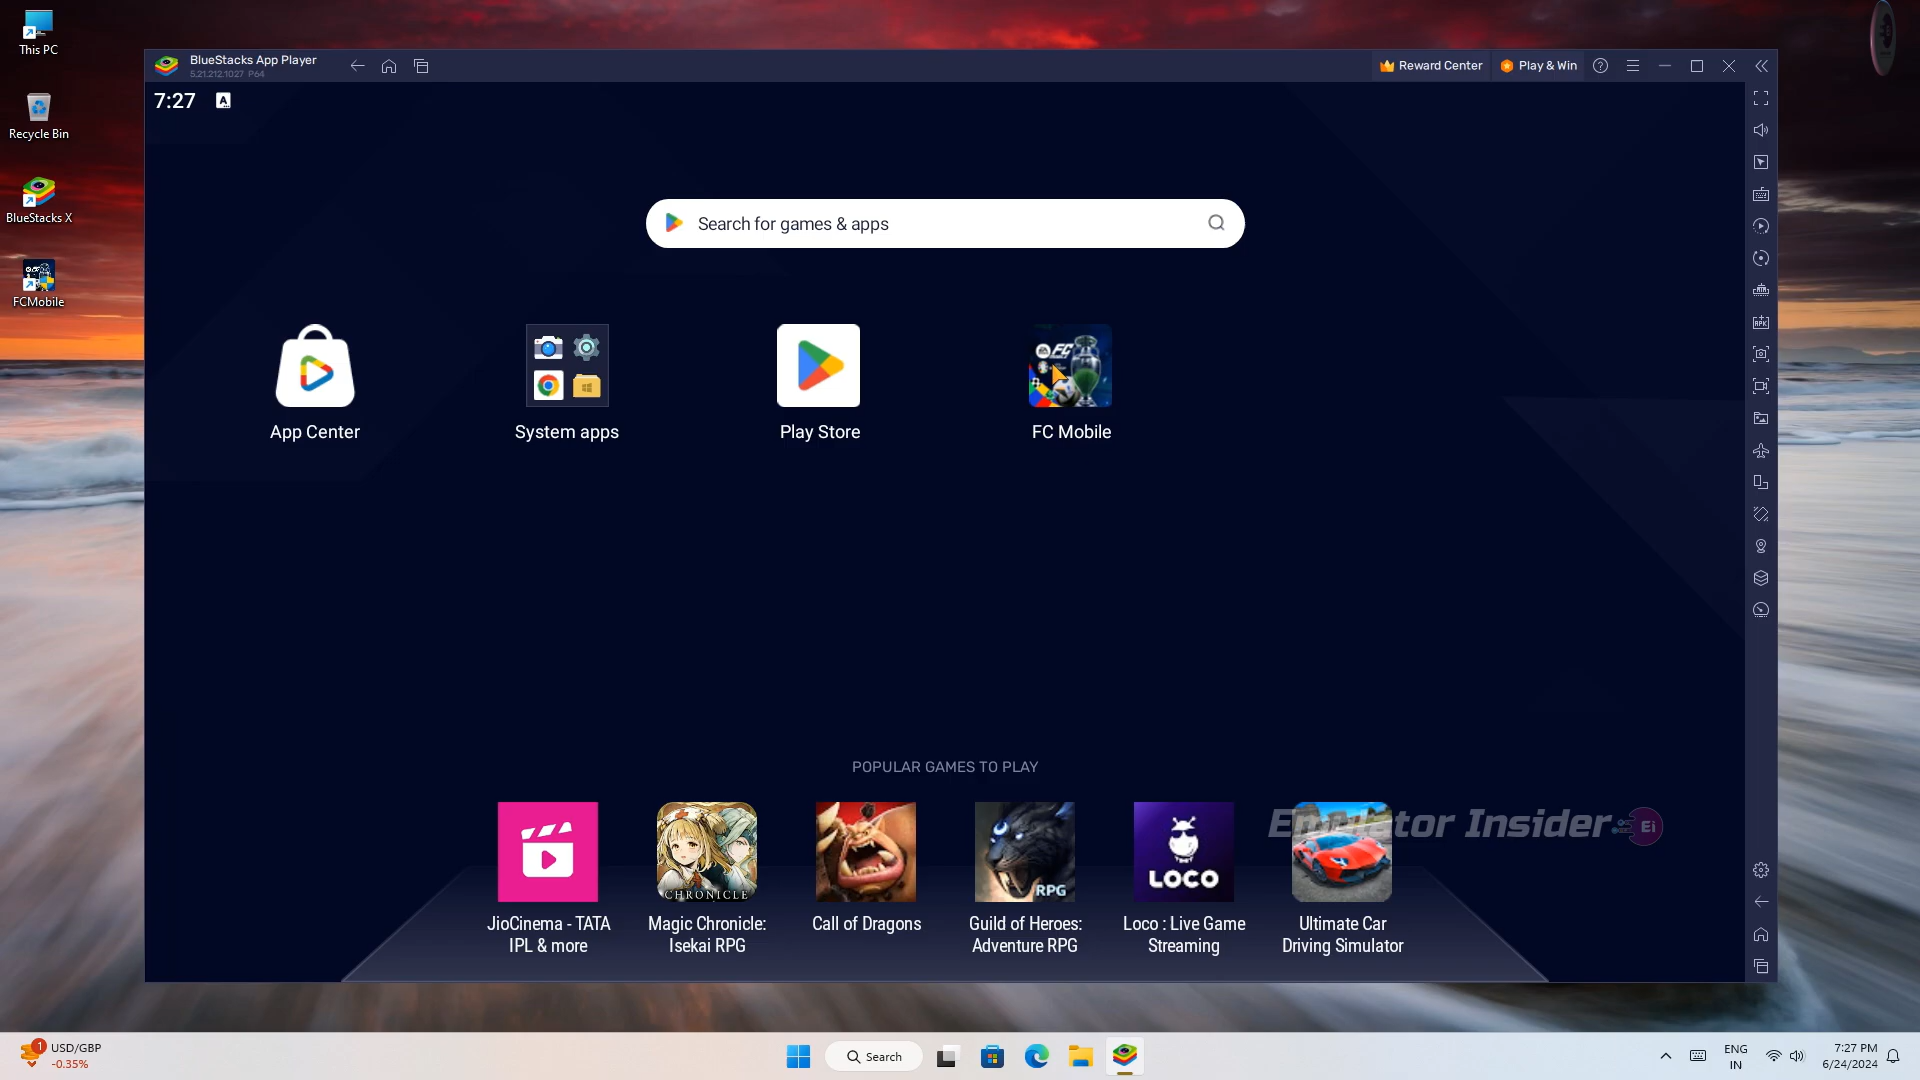 This PC
Recycle Bin
BlueStacks X
FCMobile
BlueStacks App Player
5.21.212.1027 P64
Reward Center
Play & Win
7:27
A
Search for games & apps
App Center
System apps
Play Store
FC
FC Mobile
APK
POPULAR GAMES TO PLAY
CHRONICLE
RPG
LOCO
Emulator Insider
Ei
JioCinema - TATA
IPL & more
Magic Chronicle:
Isekai RPG
Call of Dragons
Guild of Heroes:
Adventure RPG
Loco : Live Game
Streaming
Ultimate Car
Driving Simulator
1
USD/GBP
-0.35%
Search
ENG
IN
7:27 PM
6/24/2024